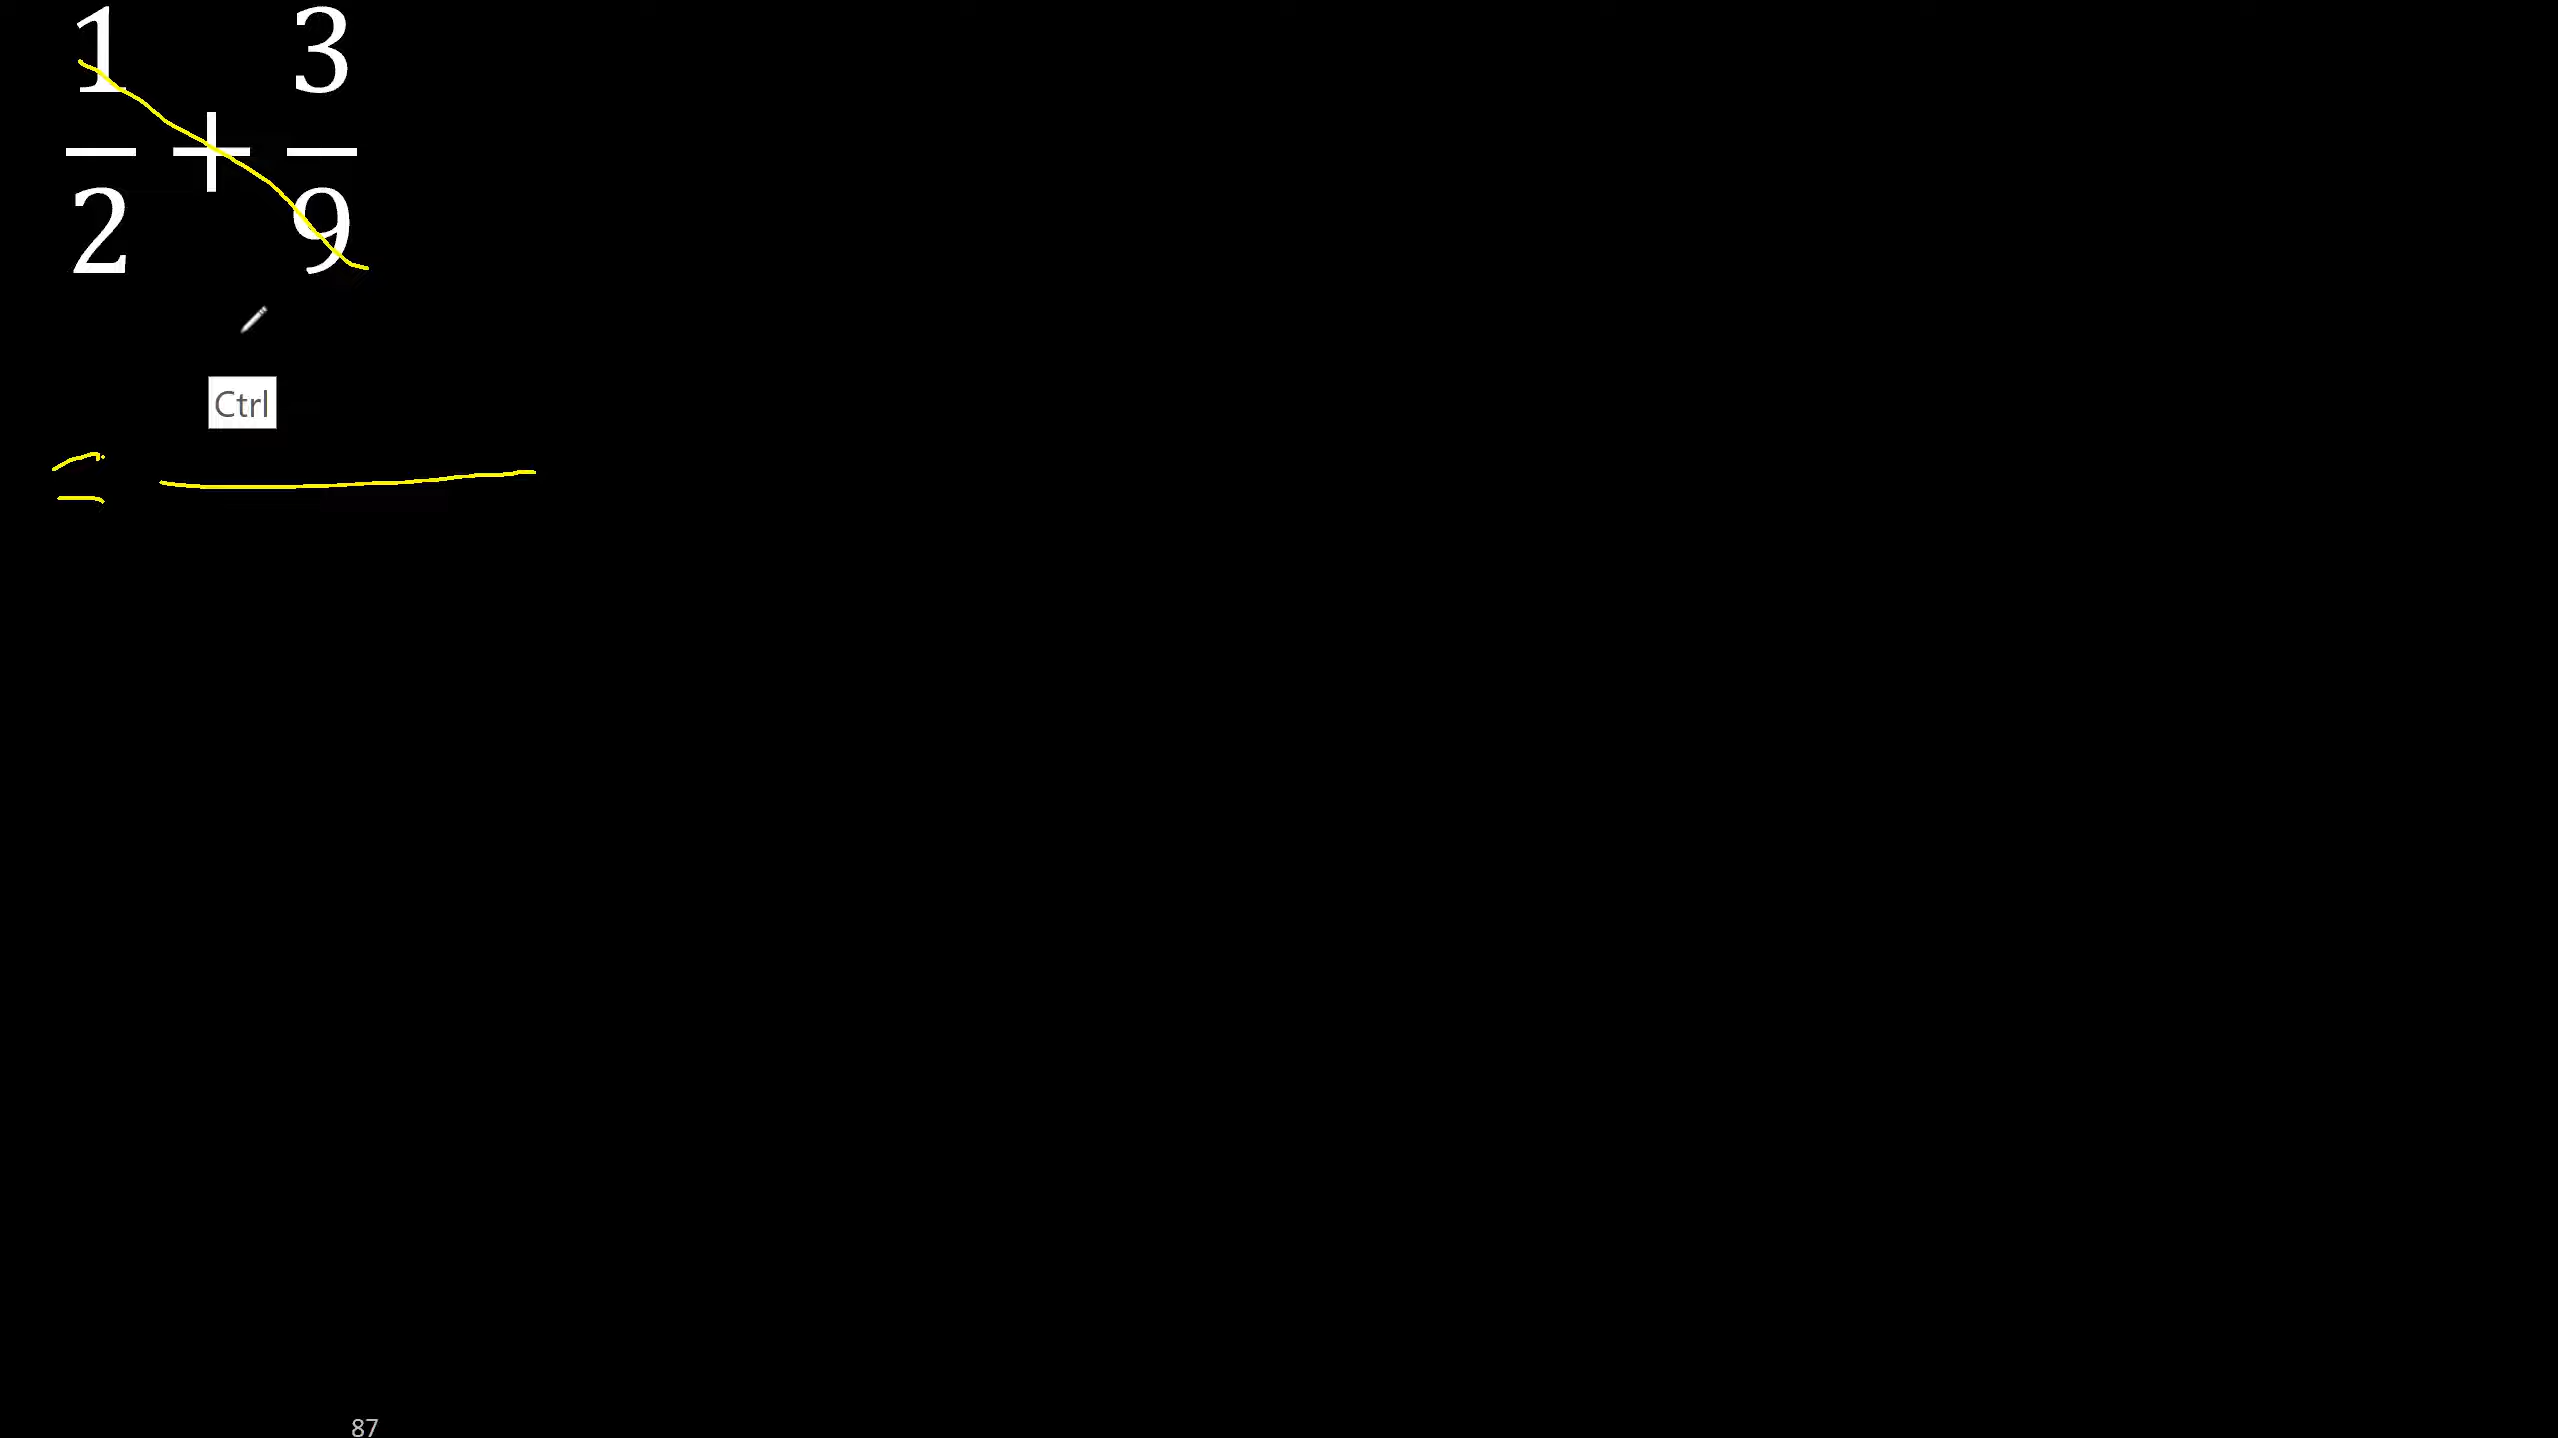 1/2 + 3/9
Ctrl
=
87